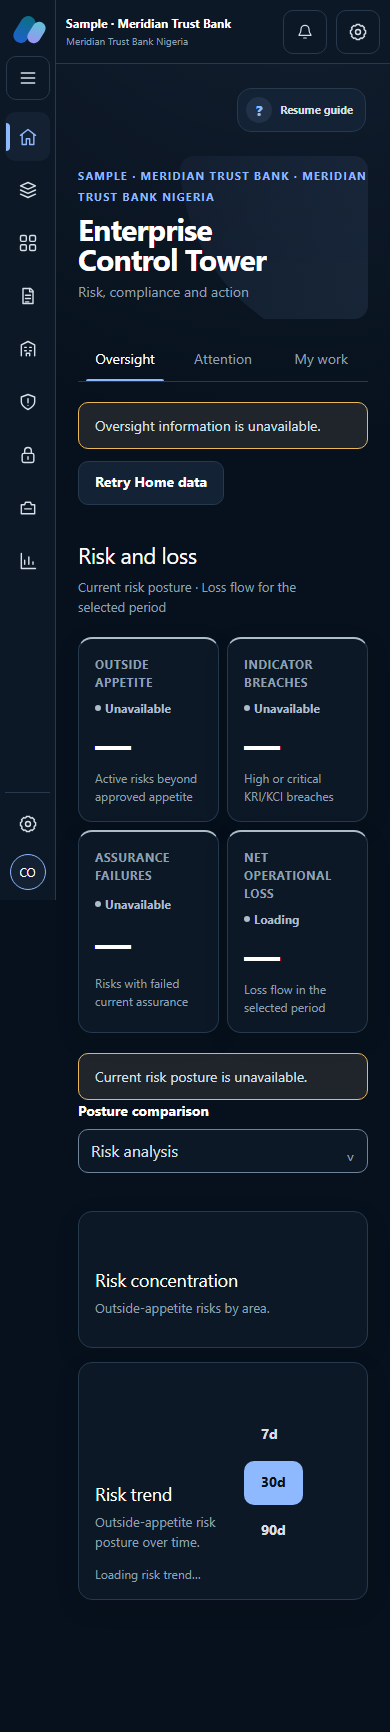 Sample · Meridian Trust Bank
Meridian Trust Bank Nigeria
? Resume guide
SAMPLE · MERIDIAN TRUST BANK · MERIDIAN
TRUST BANK NIGERIA
Enterprise
Control Tower
Risk, compliance and action
Oversight Attention My work
Oversight information is unavailable.
Retry Home data
Risk and loss
Current risk posture · Loss flow for the
selected period
OUTSIDE
APPETITE
Unavailable
—
Active risks beyond
approved appetite
INDICATOR
BREACHES
Unavailable
—
High or critical
KRI/KCI breaches
ASSURANCE
FAILURES
Unavailable
—
Risks with failed
current assurance
NET
OPERATIONAL
LOSS
Loading
—
Loss flow in the
selected period
CO
Current risk posture is unavailable.
Posture comparison
Risk analysis v
Risk concentration
Outside-appetite risks by area.
Risk trend
Outside-appetite risk
posture over time.
7d
30d
90d
Loading risk trend...